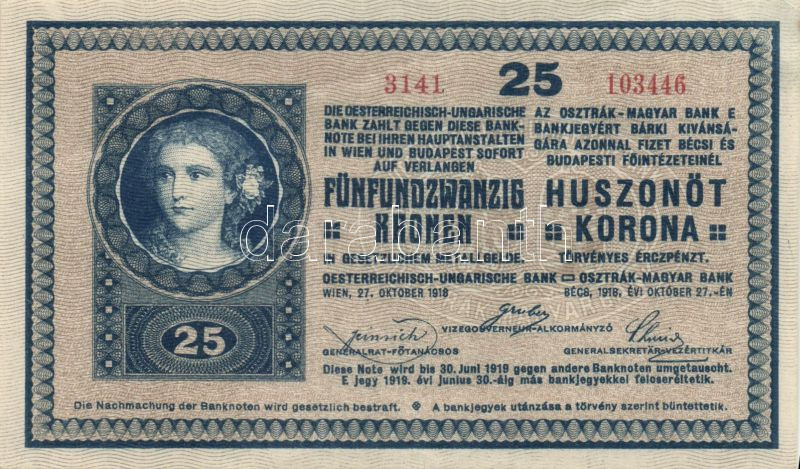 3141 25 103446
DIE OESTERREICHISCH-UNGARISCHE
BANK ZAHLT GEGEN DIESE BANK-
NOTE BEI IHREN HAUPTANSTALTEN
IN WIEN UND BUDAPEST SOFORT
AUF VERLANGEN
FÜNFUNDZWANZIG
KRONEN
IN GESETZLICHEM METALLGELDE.
AZ OSZTRÁK-MAGYAR BANK E
BANKJEGYÉRT BÁRKI KIVÁNSÁ-
GÁRA AZONNAL FIZET BÉCSI ÉS
BUDAPESTI FŐINTÉZETEINÉL
HUSZONÖT
KORONA
TÖRVÉNYES ÉRCZPÉNZT.
OESTERREICHISCH-UNGARISCHE BANK – OSZTRÁK-MAGYAR BANK
WIEN, 27. OKTOBER 1918
BÉCS, 1918. ÉVI OKTÓBER 27.-ÉN
Gruber
VIZEGOUVERNEUR-ALKORMÁNYZÓ
GENERALRAT-FŐTANÁCSOS
GENERALSEKRETÄR-VEZÉRTITKÁR
25
Diese Note wird bis 30. Juni 1919 gegen andere Banknoten umgetauscht.
E jegy 1919. évi junius 30.-áig más bankjegyekkel felcseréltetik.
Die Nachmachung der Banknoten wird gesetzlich bestraft. A bankjegyek utánzása a törvény szerint büntettetik.
darabanth